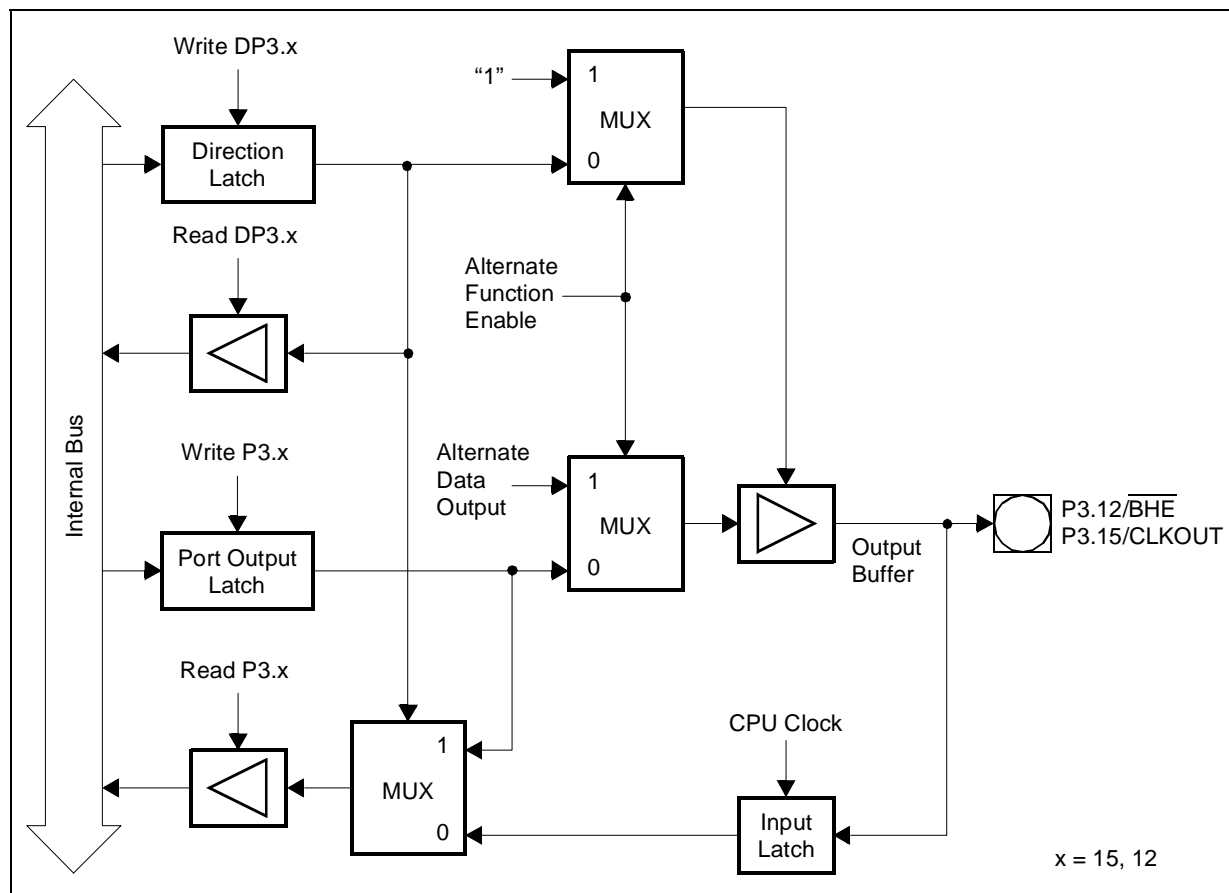 Write DP3.x
“1”
1
MUX
0
Direction
Latch
Read DP3.x
Alternate
Function
Enable
Internal Bus
Write P3.x
Alternate
Data
Output
1
MUX
0
Port Output
Latch
Output
Buffer
P3.12/B̅H̅E̅
P3.15/CLKOUT
Read P3.x
1
MUX
0
CPU Clock
Input
Latch
x = 15, 12